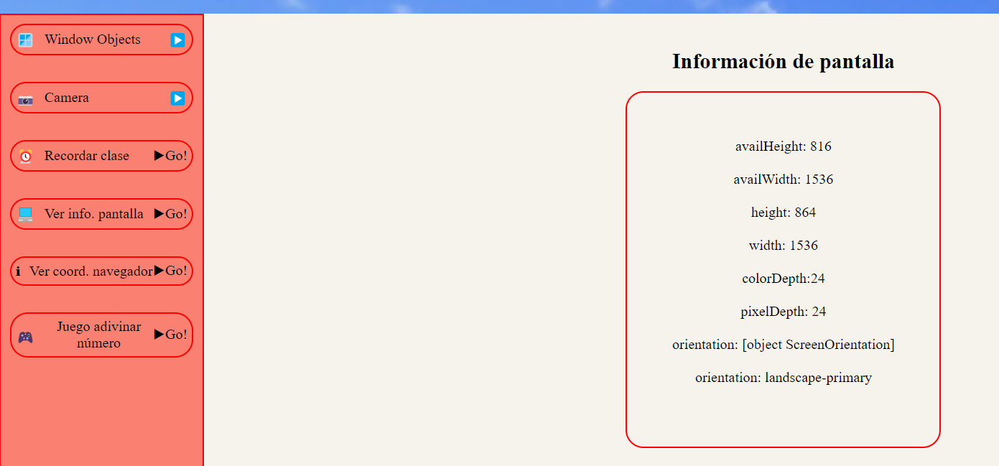 Window Objects
Camera
Recordar clase ▶Go!
Ver info. pantalla ▶Go!
ℹ Ver coord. navegador▶Go!
Juego adivinar
número ▶Go!
Información de pantalla
availHeight: 816
availWidth: 1536
height: 864
width: 1536
colorDepth:24
pixelDepth: 24
orientation: [object ScreenOrientation]
orientation: landscape-primary